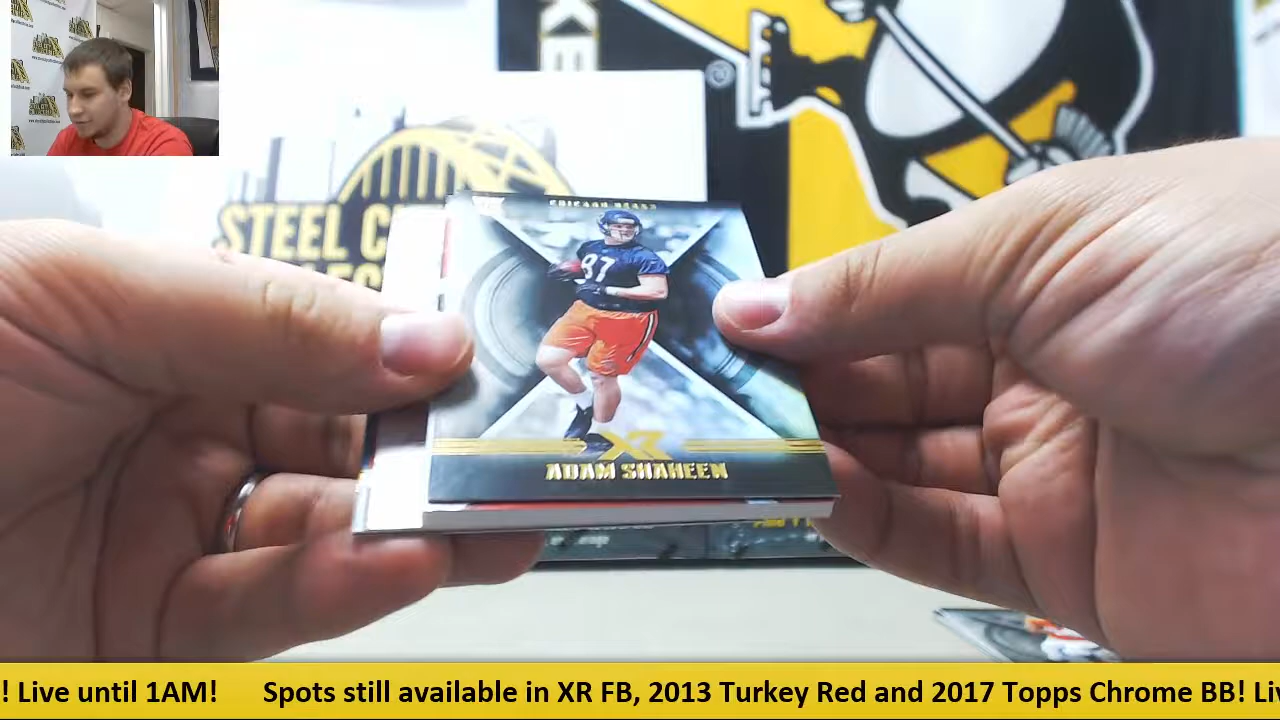 STEEL C
CHICAGO BEARS
87
XR
ADAM SHAHEEN
! Live until 1AM!      Spots still available in XR FB, 2013 Turkey Red and 2017 Topps Chrome BB! Liv